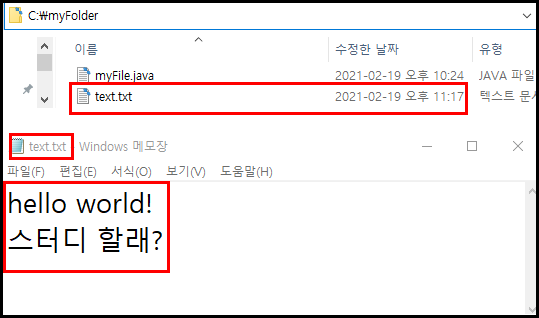 C:₩myFolder
이름 수정한 날짜 유형
myFile.java 2021-02-19 오후 10:24 JAVA 파일
text.txt 2021-02-19 오후 11:17 텍스트 문서
text.txt Windows 메모장
파일(F) 편집(E) 서식(O) 보기(V) 도움말(H)
hello world!
스터디 할래?